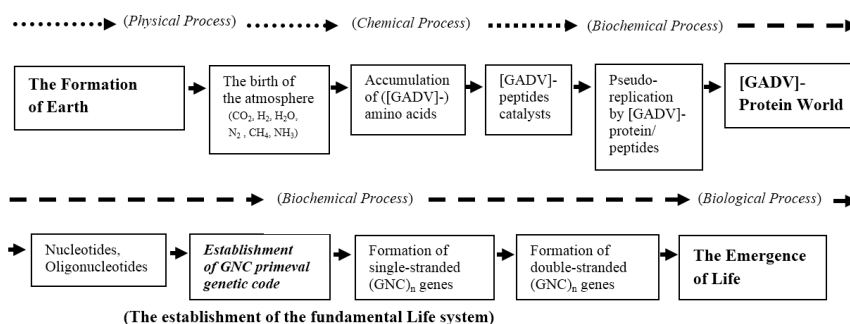 (Physical Process)
(Chemical Process)
(Biochemical Process)
The Formation
of Earth
The birth of
the atmosphere
(CO₂, H₂, H₂O,
N₂ , CH₄, NH₃)
Accumulation
of ([GADV]-)
amino acids
[GADV]-
peptides
catalysts
Pseudo-
replication
by [GADV]-
protein/
peptides
[GADV]-
Protein World
(Biochemical Process)
(Biological Process)
Nucleotides,
Oligonucleotides
Establishment
of GNC primeval
genetic code
Formation of
single-stranded
(GNC)ₙ genes
Formation of
double-stranded
(GNC)ₙ genes
The Emergence
of Life
(The establishment of the fundamental Life system)